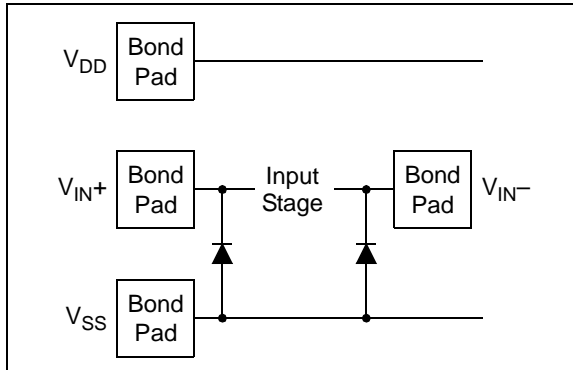 V_DD Bond Pad
V_IN+ Bond Pad
Input Stage
Bond Pad V_IN–
V_SS Bond Pad